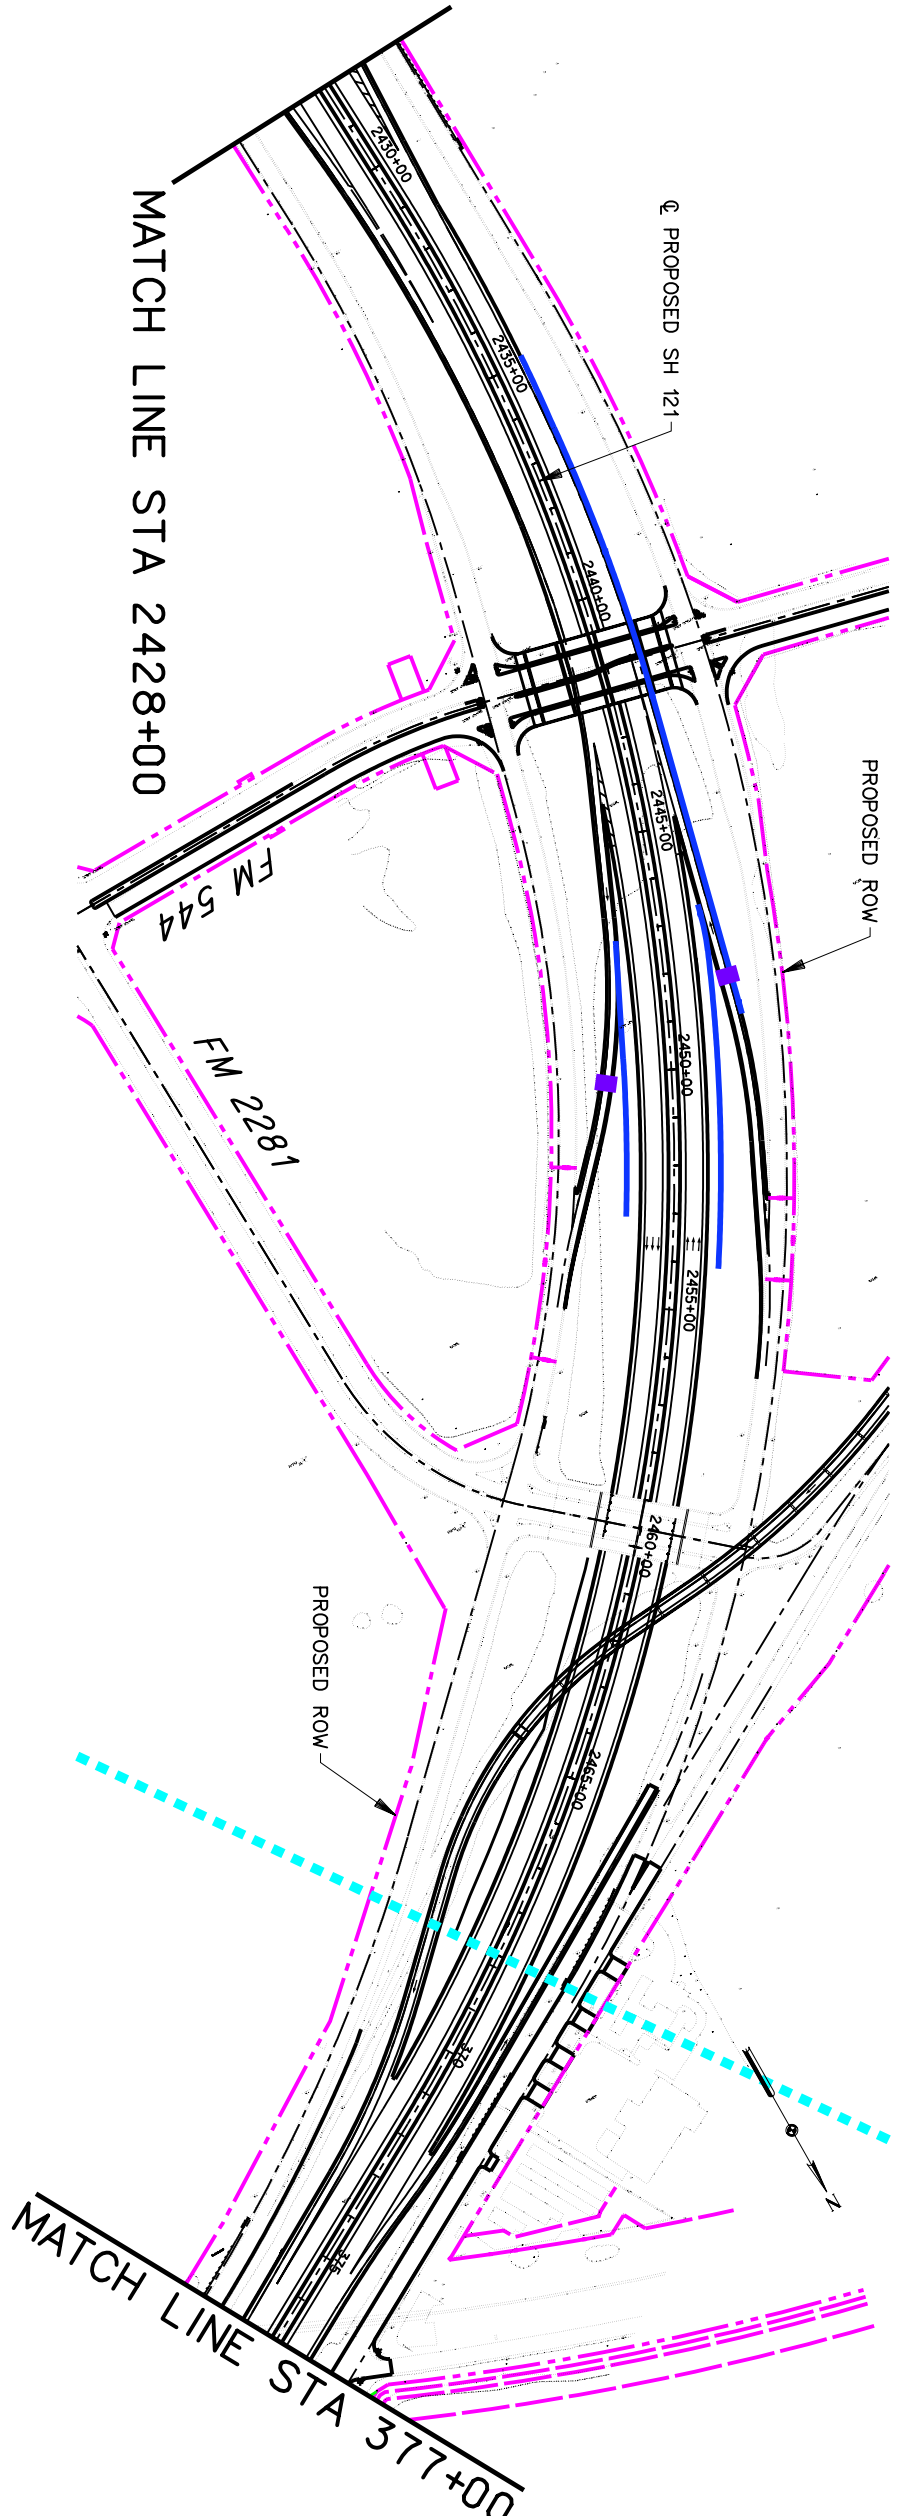 2430+00
℄ PROPOSED SH 121
2435+00
MATCH LINE STA 2428+00
2440+00
2445+00
PROPOSED ROW
FM 544
FM 2281
2450+00
2455+00
2460+00
PROPOSED ROW
2465+00
370
N
375
MATCH LINE STA 377+00